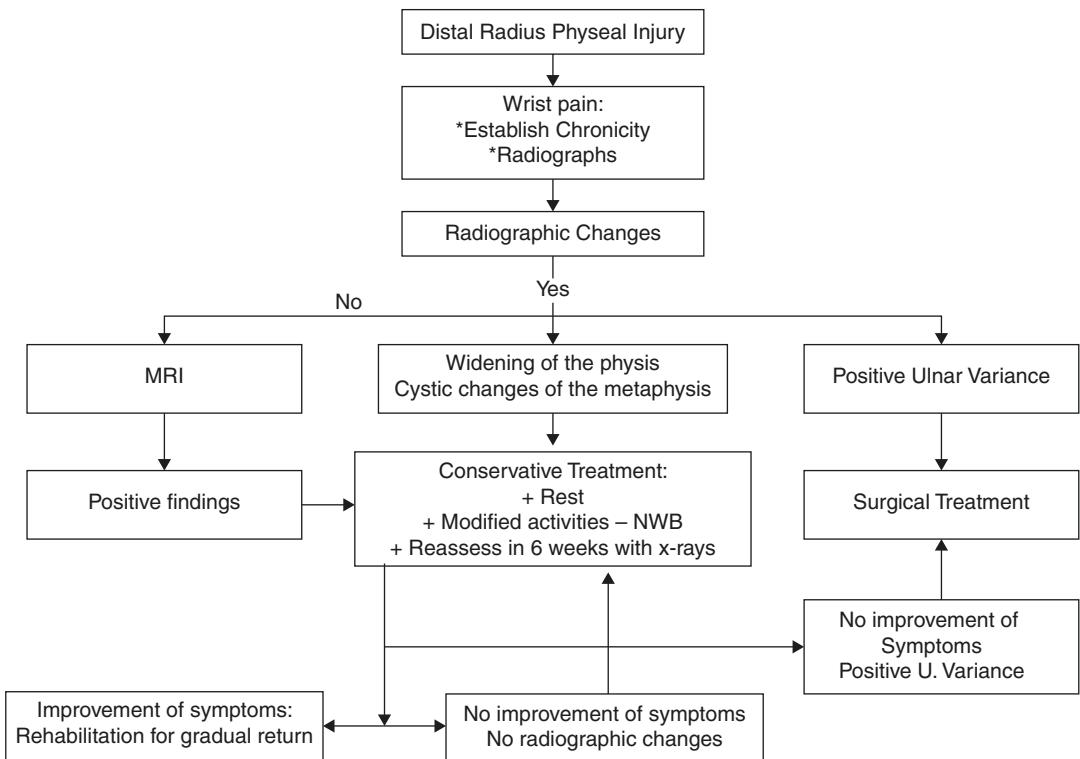 Distal Radius Physeal Injury
Wrist pain:
*Establish Chronicity
*Radiographs
Radiographic Changes
No
Yes
MRI
Widening of the physis
Cystic changes of the metaphysis
Positive Ulnar Variance
Positive findings
Conservative Treatment:
+ Rest
+ Modified activities – NWB
+ Reassess in 6 weeks with x-rays
Surgical Treatment
No improvement of
Symptoms
Positive U. Variance
Improvement of symptoms:
Rehabilitation for gradual return
No improvement of symptoms
No radiographic changes